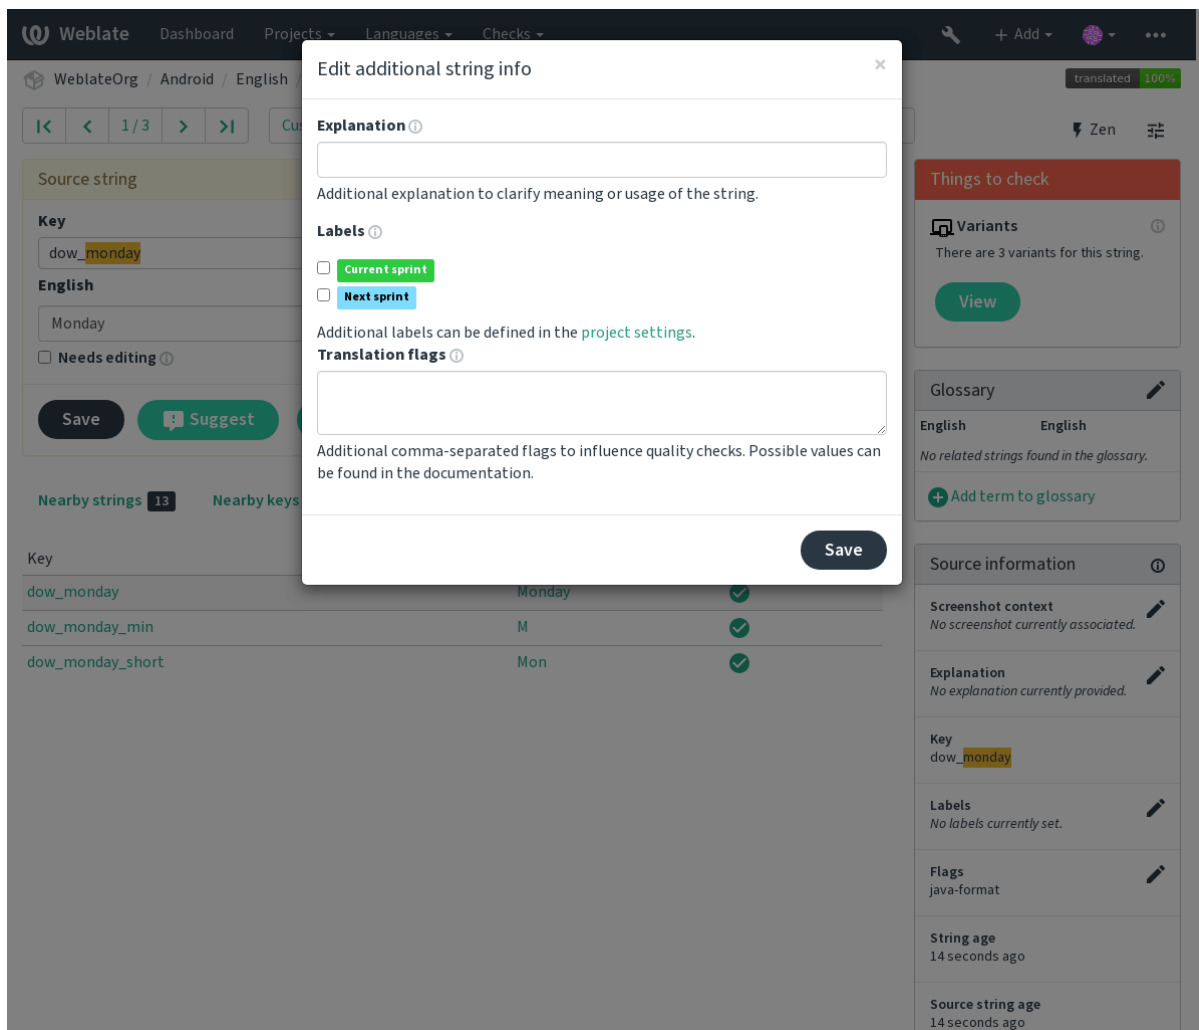 Weblate Dashboard Projects Languages Checks + Add •••
WeblateOrg / Android / English /
translated 100%
1 / 3
Zen
Source string
Key
dow_monday
English
Monday
Needs editing
Save Suggest
Nearby strings 13 Nearby keys
Key
dow_monday Monday
dow_monday_min M
dow_monday_short Mon
Edit additional string info
×
Explanation
Additional explanation to clarify meaning or usage of the string.
Labels
Current sprint
Next sprint
Additional labels can be defined in the project settings.
Translation flags
Additional comma-separated flags to influence quality checks. Possible values can
be found in the documentation.
Save
Things to check
Variants
There are 3 variants for this string.
View
Glossary
English English
No related strings found in the glossary.
Add term to glossary
Source information
Screenshot context
No screenshot currently associated.
Explanation
No explanation currently provided.
Key
dow_monday
Labels
No labels currently set.
Flags
java-format
String age
14 seconds ago
Source string age
14 seconds ago